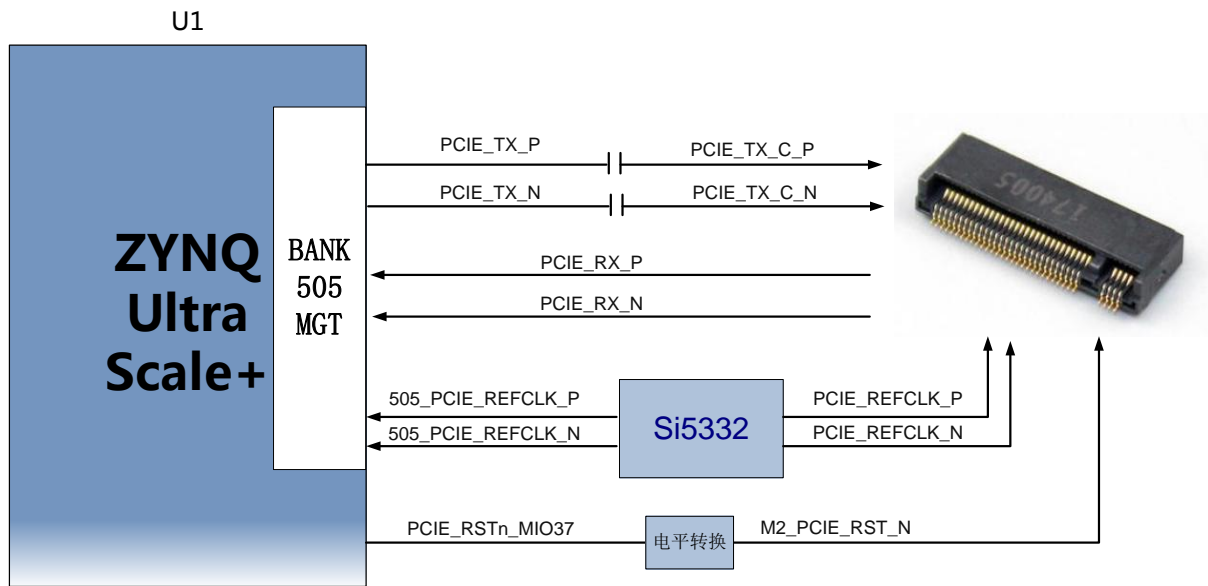 U1
ZYNQ
Ultra
Scale+
BANK
505
MGT
PCIE_TX_P
PCIE_TX_C_P
PCIE_TX_N
PCIE_TX_C_N
PCIE_RX_P
PCIE_RX_N
505_PCIE_REFCLK_P
505_PCIE_REFCLK_N
Si5332
PCIE_REFCLK_P
PCIE_REFCLK_N
PCIE_RSTn_MIO37
电平转换
M2_PCIE_RST_N
174005